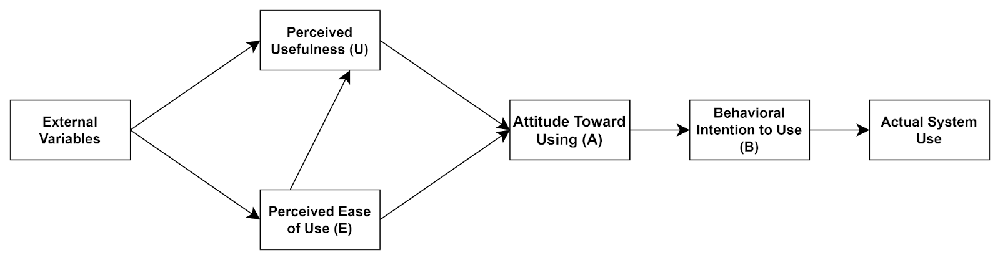 Perceived
Usefulness (U)
External
Variables
Perceived Ease
of Use (E)
Attitude Toward
Using (A)
Behavioral
Intention to Use
(B)
Actual System
Use